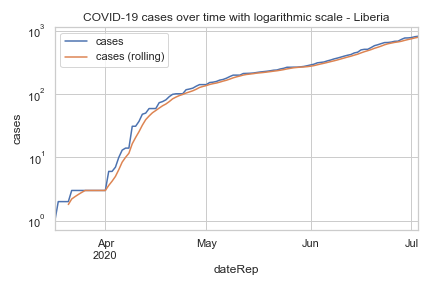 COVID-19 cases over time with logarithmic scale - Liberia
cases
cases (rolling)
10³
10²
10¹
10⁰
cases
Apr
2020
May
Jun
Jul
dateRep